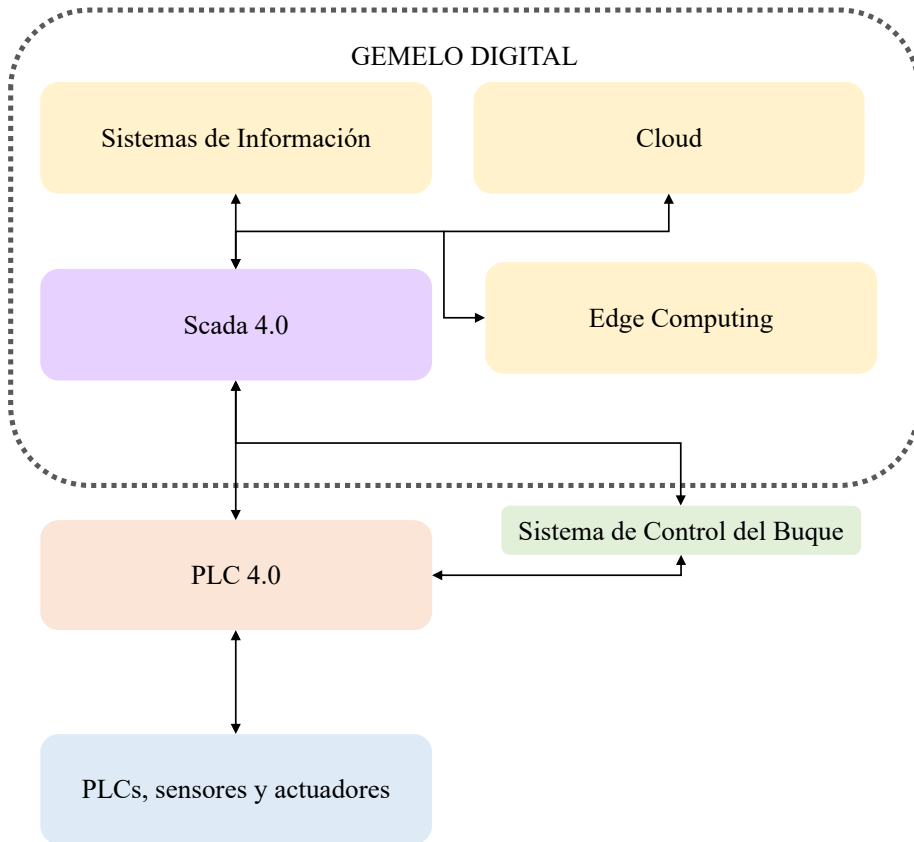 GEMELO DIGITAL
Sistemas de Información
Cloud
Scada 4.0
Edge Computing
Sistema de Control del Buque
PLC 4.0
PLCs, sensores y actuadores